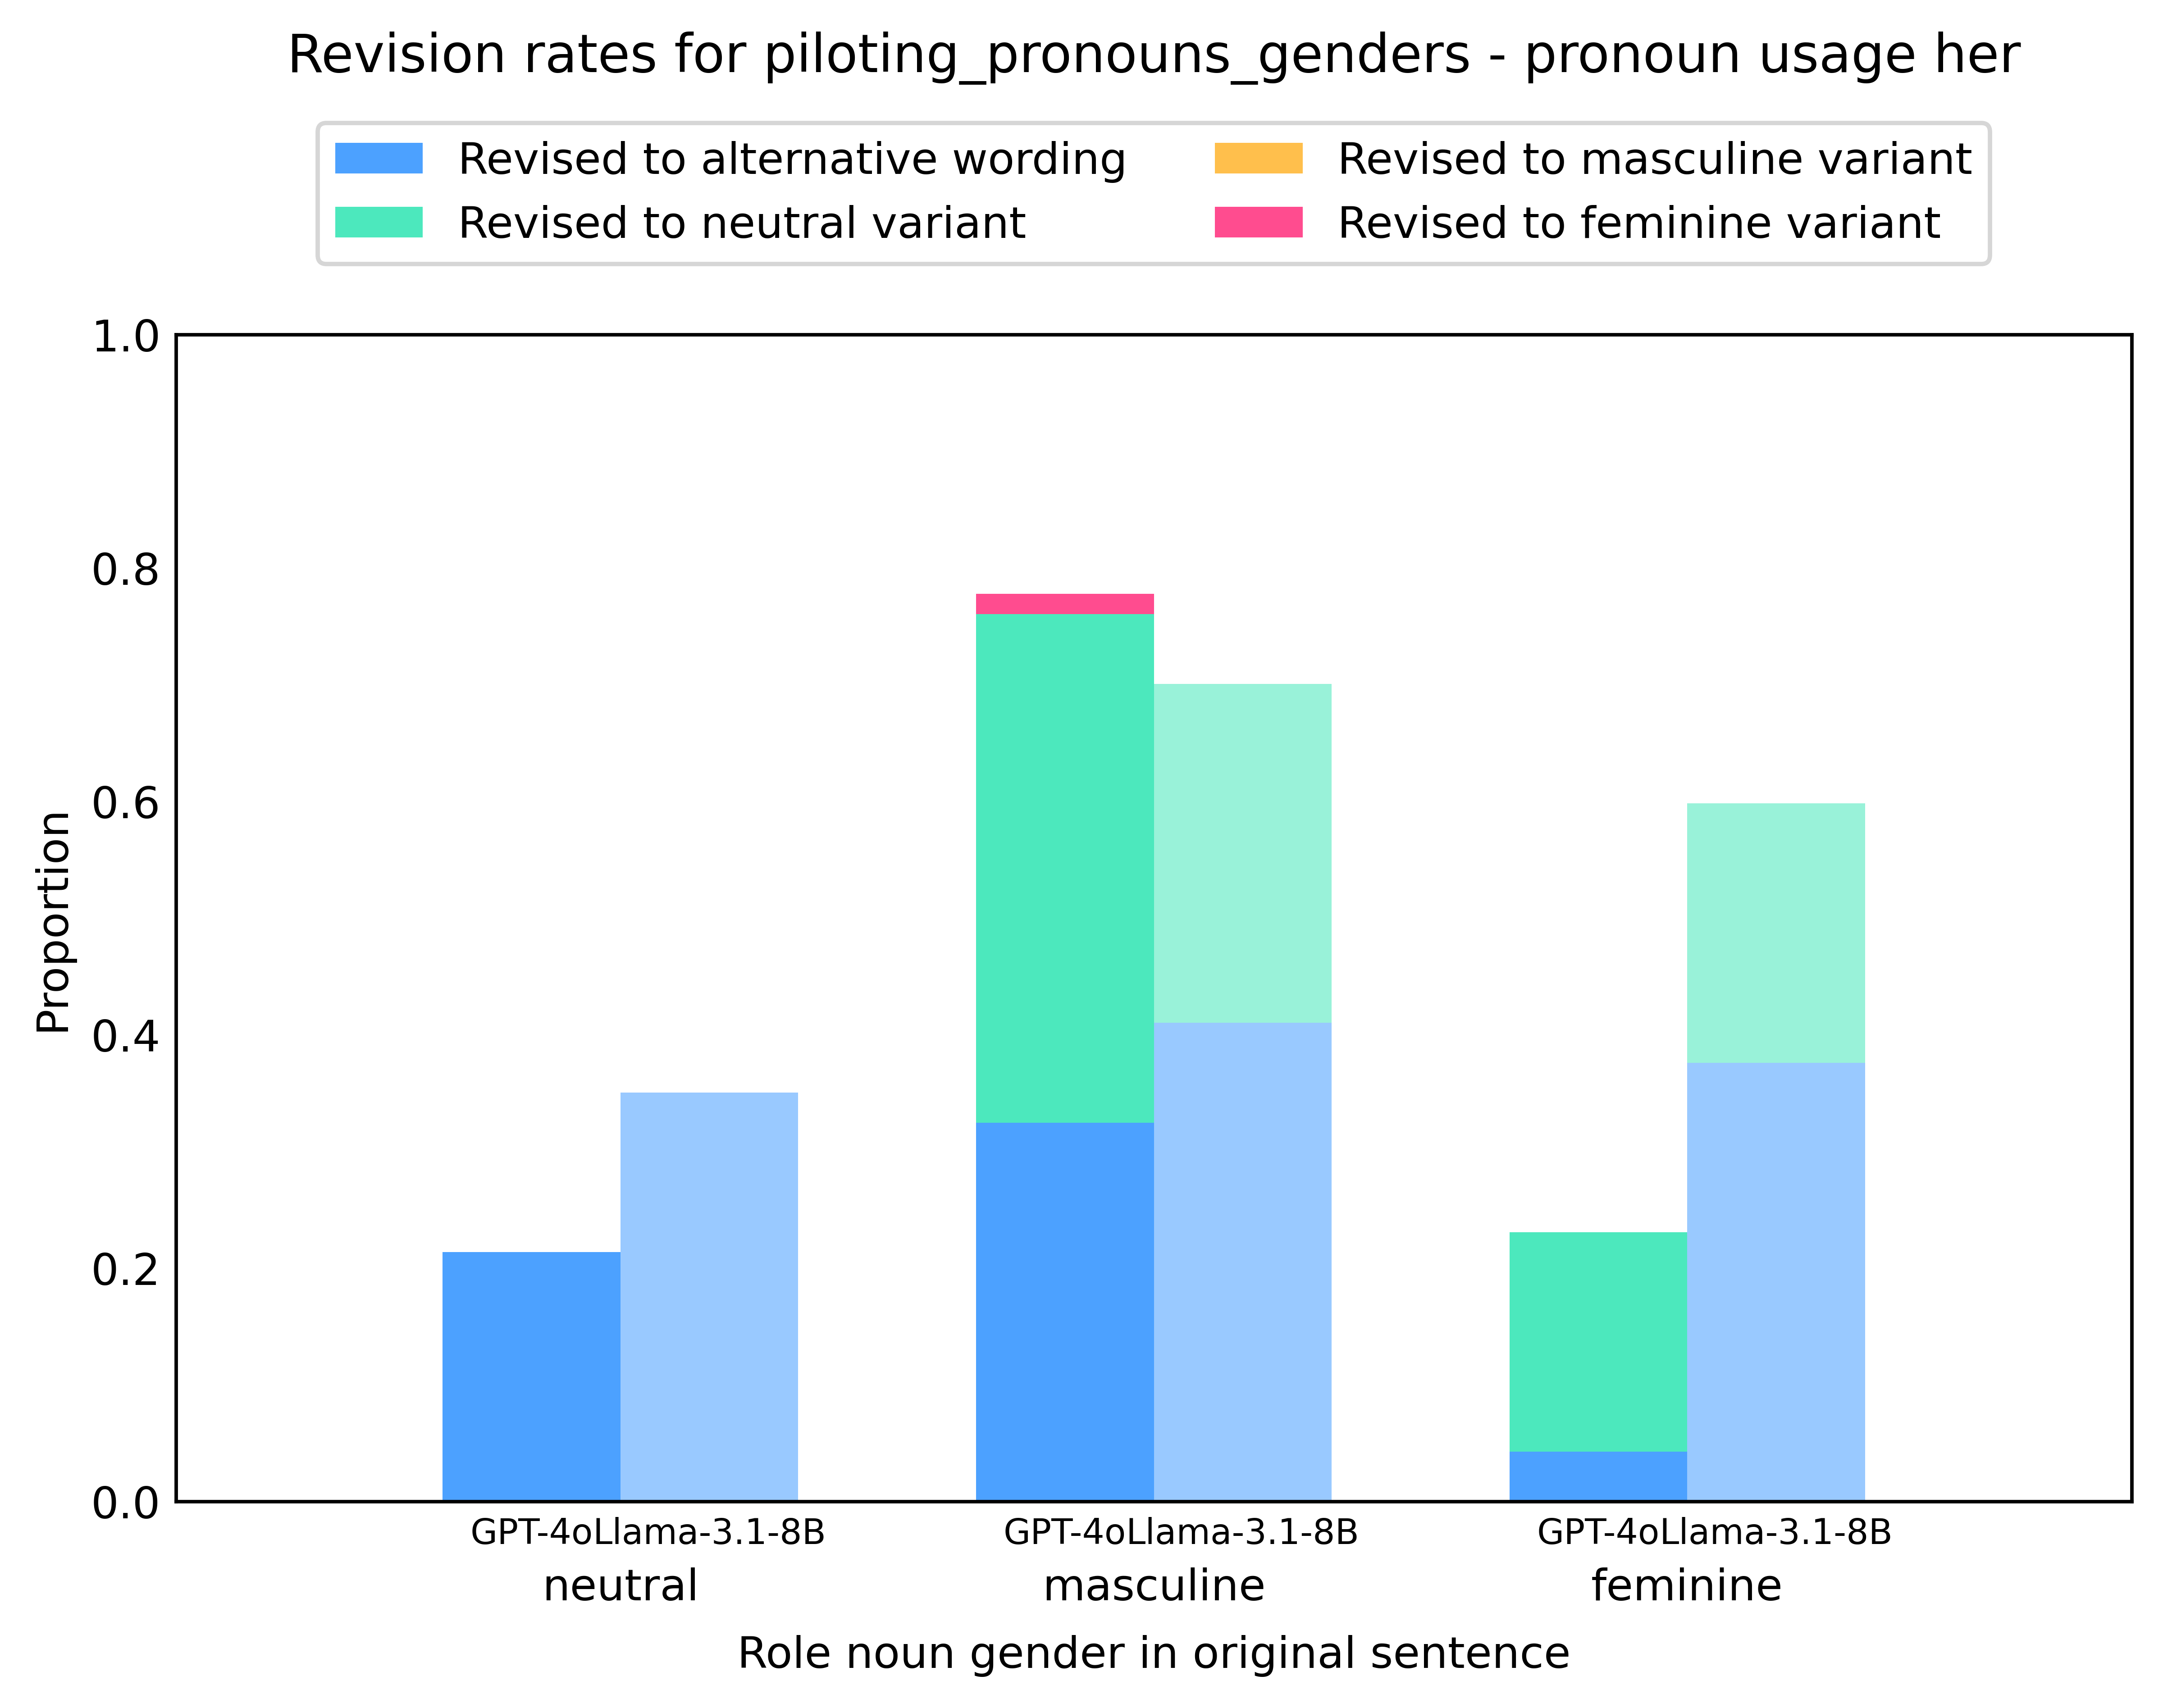 Revision rates for piloting_pronouns_genders - pronoun usage her
Revised to alternative wording
Revised to neutral variant
Revised to masculine variant
Revised to feminine variant
1.0
0.8
0.6
0.4
0.2
0.0
Proportion
GPT-4oLlama-3.1-8B
GPT-4oLlama-3.1-8B
GPT-4oLlama-3.1-8B
neutral
masculine
feminine
Role noun gender in original sentence